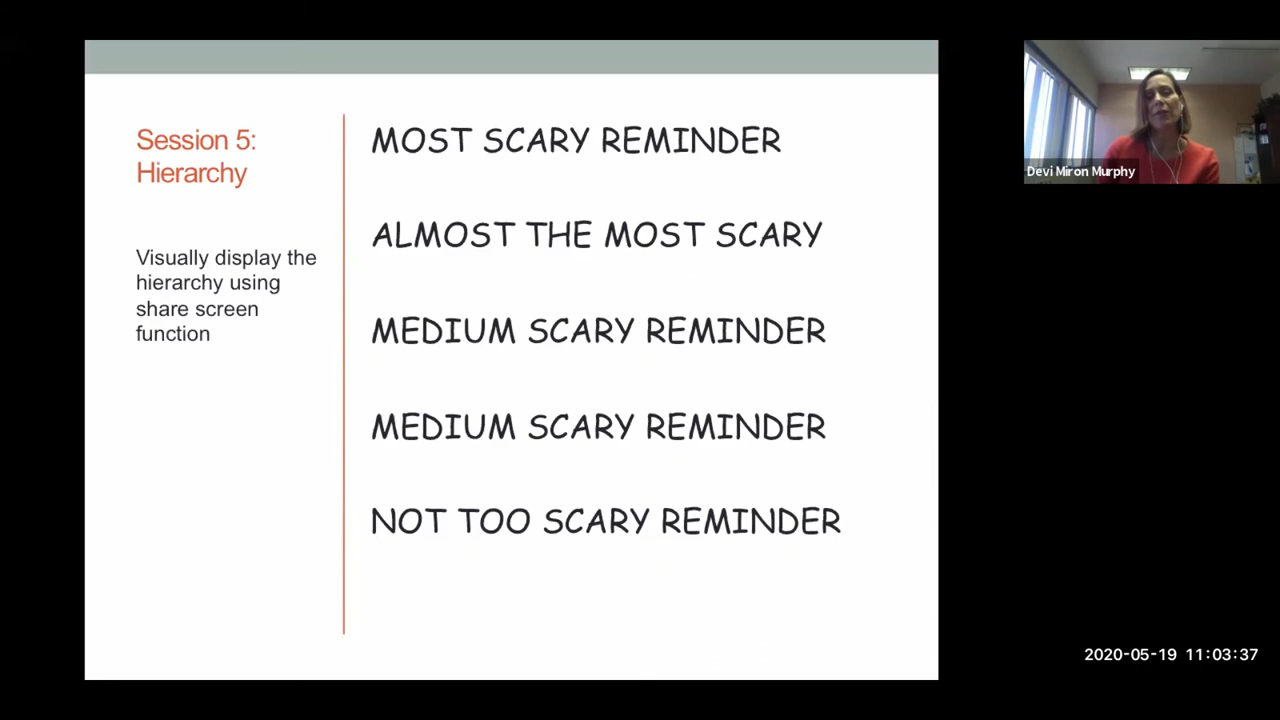 Session 5:
Hierarchy
Visually display the
hierarchy using
share screen
function
MOST SCARY REMINDER
ALMOST THE MOST SCARY
MEDIUM SCARY REMINDER
MEDIUM SCARY REMINDER
NOT TOO SCARY REMINDER
Devi Miron Murphy
2020-05-19 11:03:37